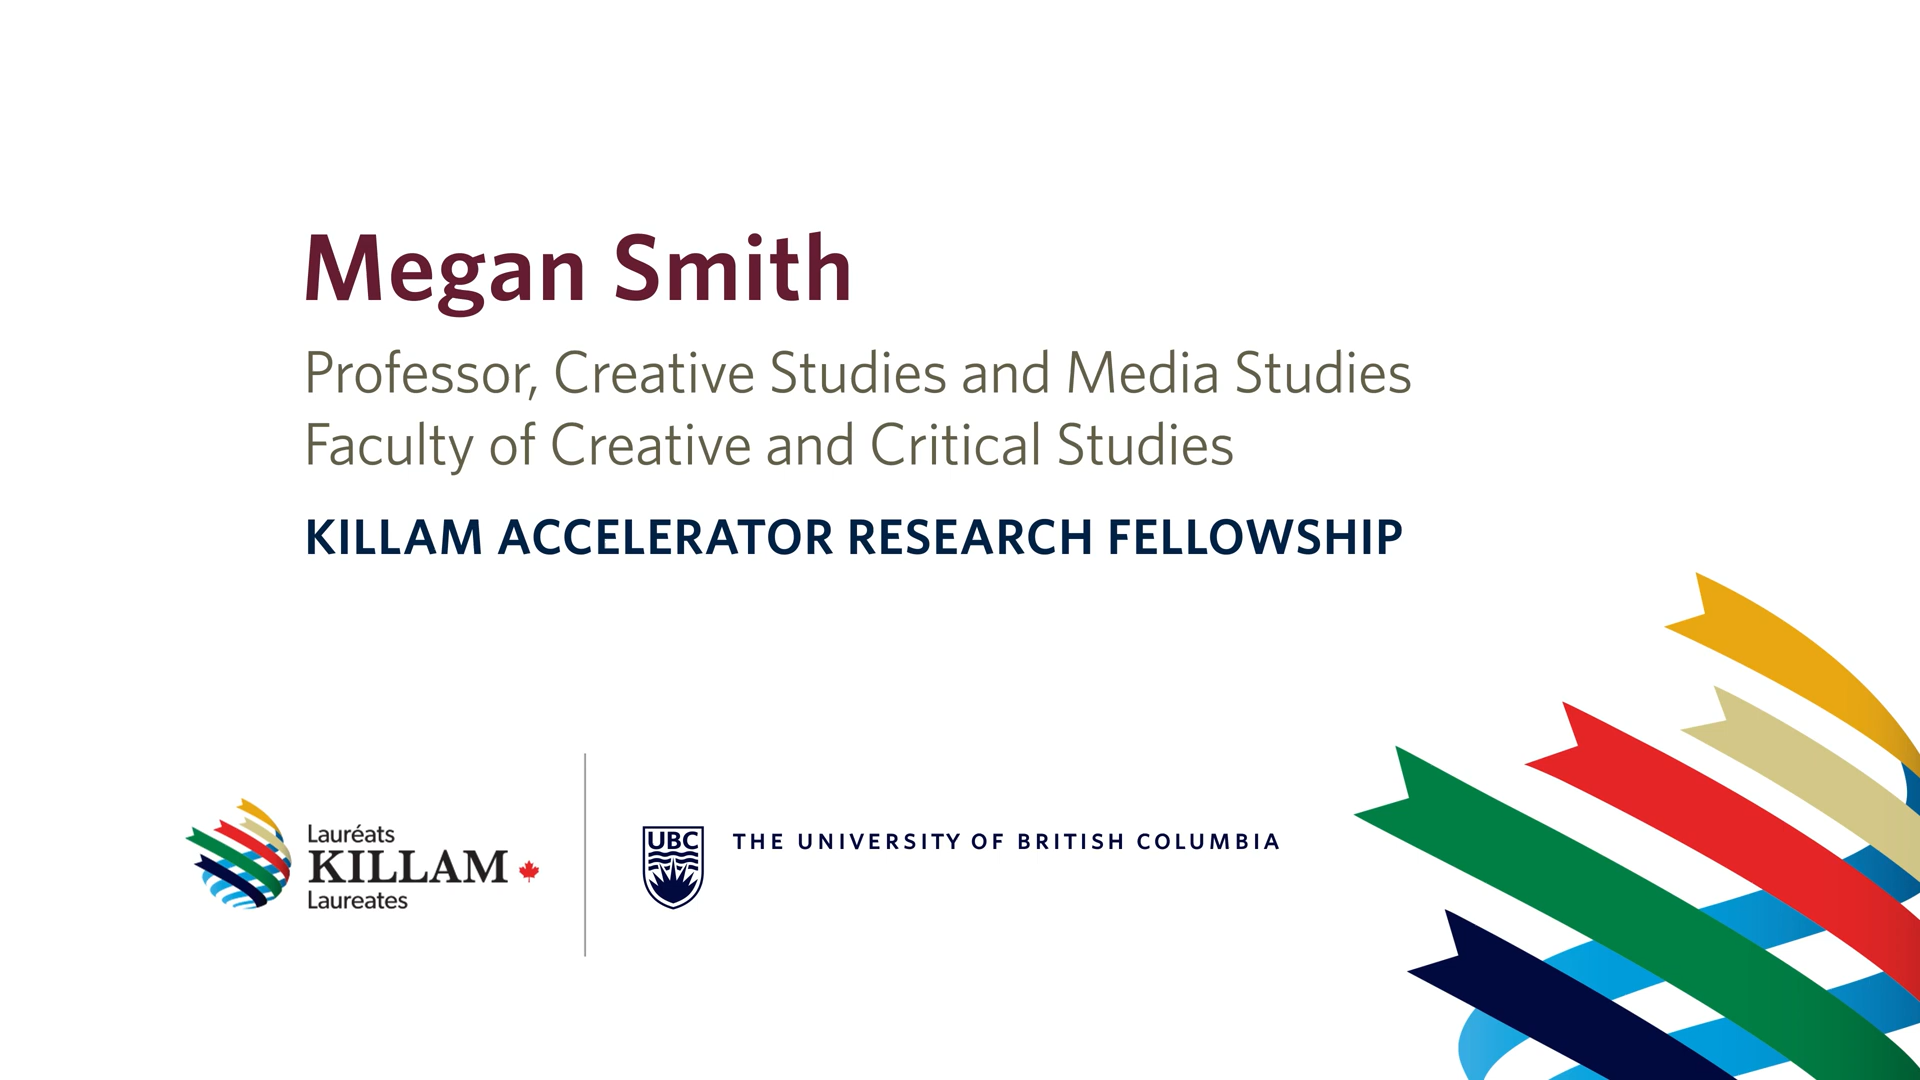 Megan Smith
Professor, Creative Studies and Media Studies
Faculty of Creative and Critical Studies
KILLAM ACCELERATOR RESEARCH FELLOWSHIP
Lauréats
KILLAM
Laureates
UBC
THE UNIVERSITY OF BRITISH COLUMBIA